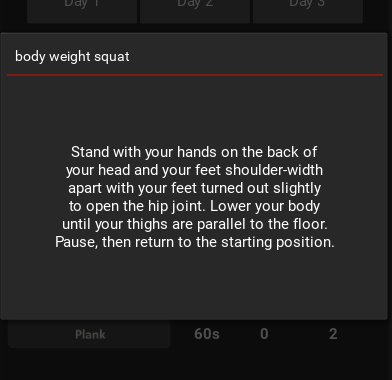 Day 1 Day 2 Day 3
body weight squat
Stand with your hands on the back of
your head and your feet shoulder-width
apart with your feet turned out slightly
to open the hip joint. Lower your body
until your thighs are parallel to the floor.
Pause, then return to the starting position.
Plank 60s 0 2